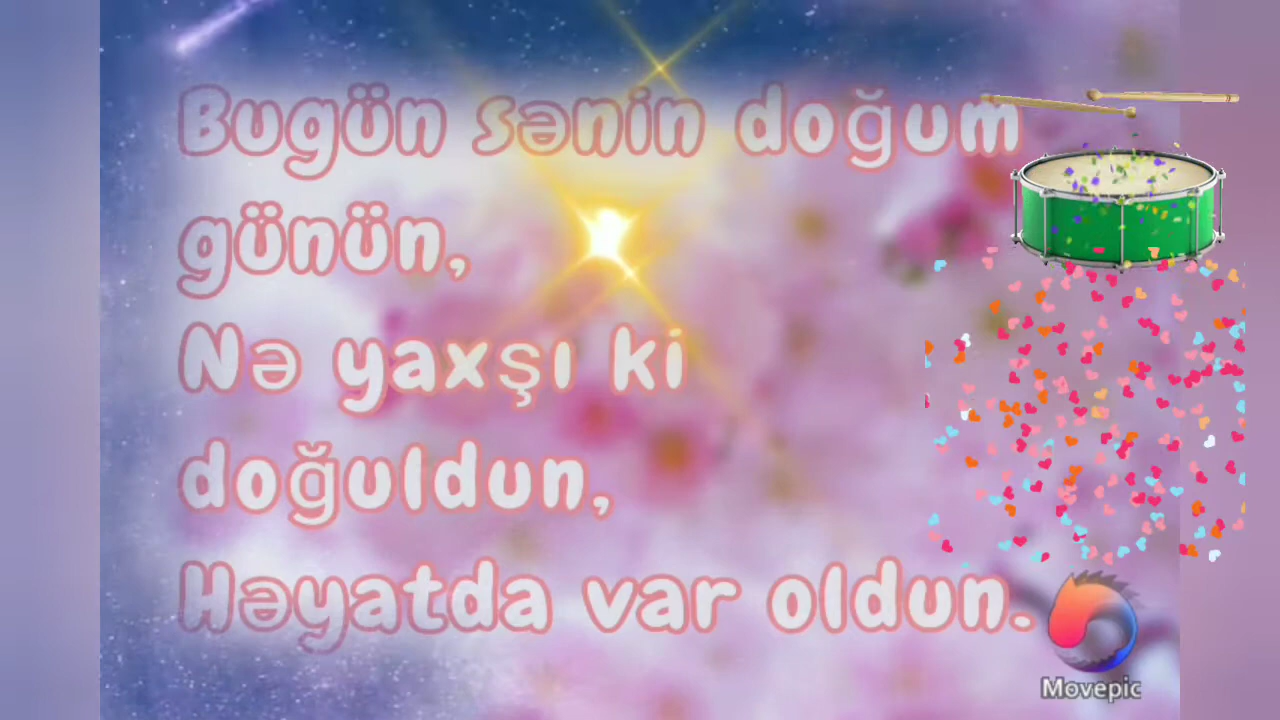 Bugün sənin doğum
günün,
Nə yaxşı ki
doğuldun,
Həyatda var oldun.
Movepic